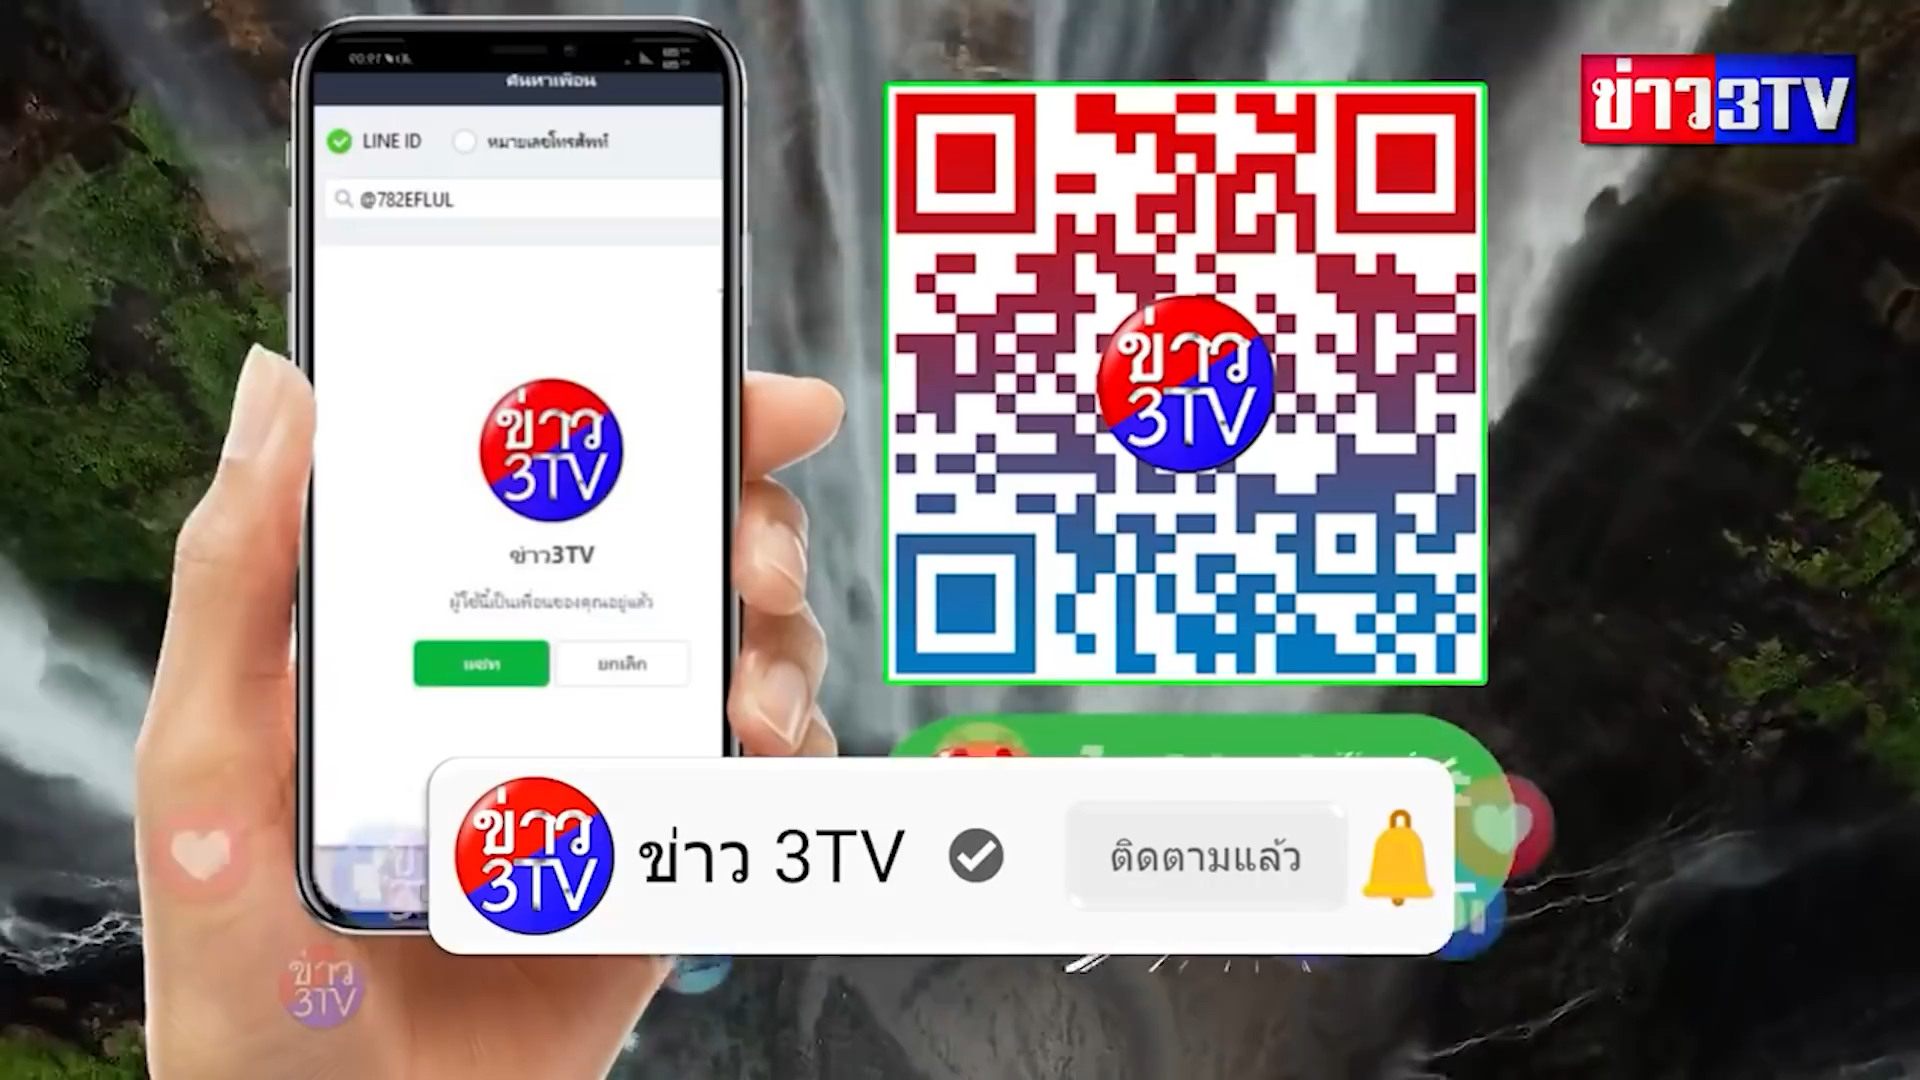 ค้นหาเพื่อน
LINE ID
หมายเลขโทรศัพท์
@782EFLUL
ข่าว
3TV
ข่าว3TV
ผู้ใช้นี้เป็นเพื่อนของคุณอยู่แล้ว
แชท
ยกเลิก
ข่าว3TV
ข่าว
3TV
ข่าว
3TV
ข่าว 3TV
ติดตามแล้ว
ข่าว
3TV